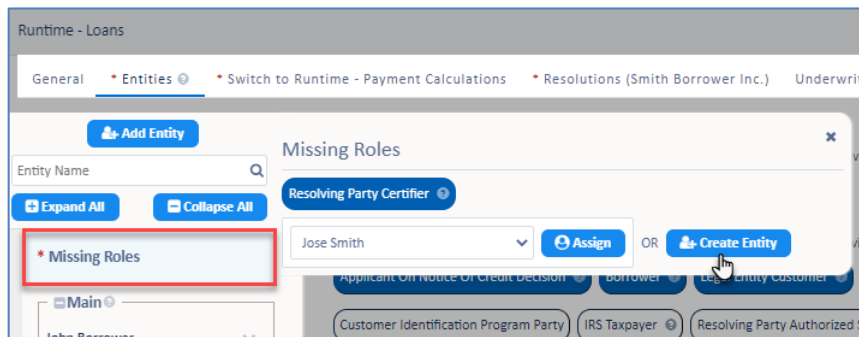 Runtime - Loans
General * Entities * Switch to Runtime - Payment Calculations * Resolutions (Smith Borrower Inc.)
Add Entity
Entity Name
Expand All Collapse All
* Missing Roles
Main
John Borrower
Missing Roles
Resolving Party Certifier
Jose Smith Assign OR Create Entity
Applicant On Notice Of Credit Decision Borrower Legal Entity Customer
Customer Identification Program Party IRS Taxpayer Resolving Party Authorized